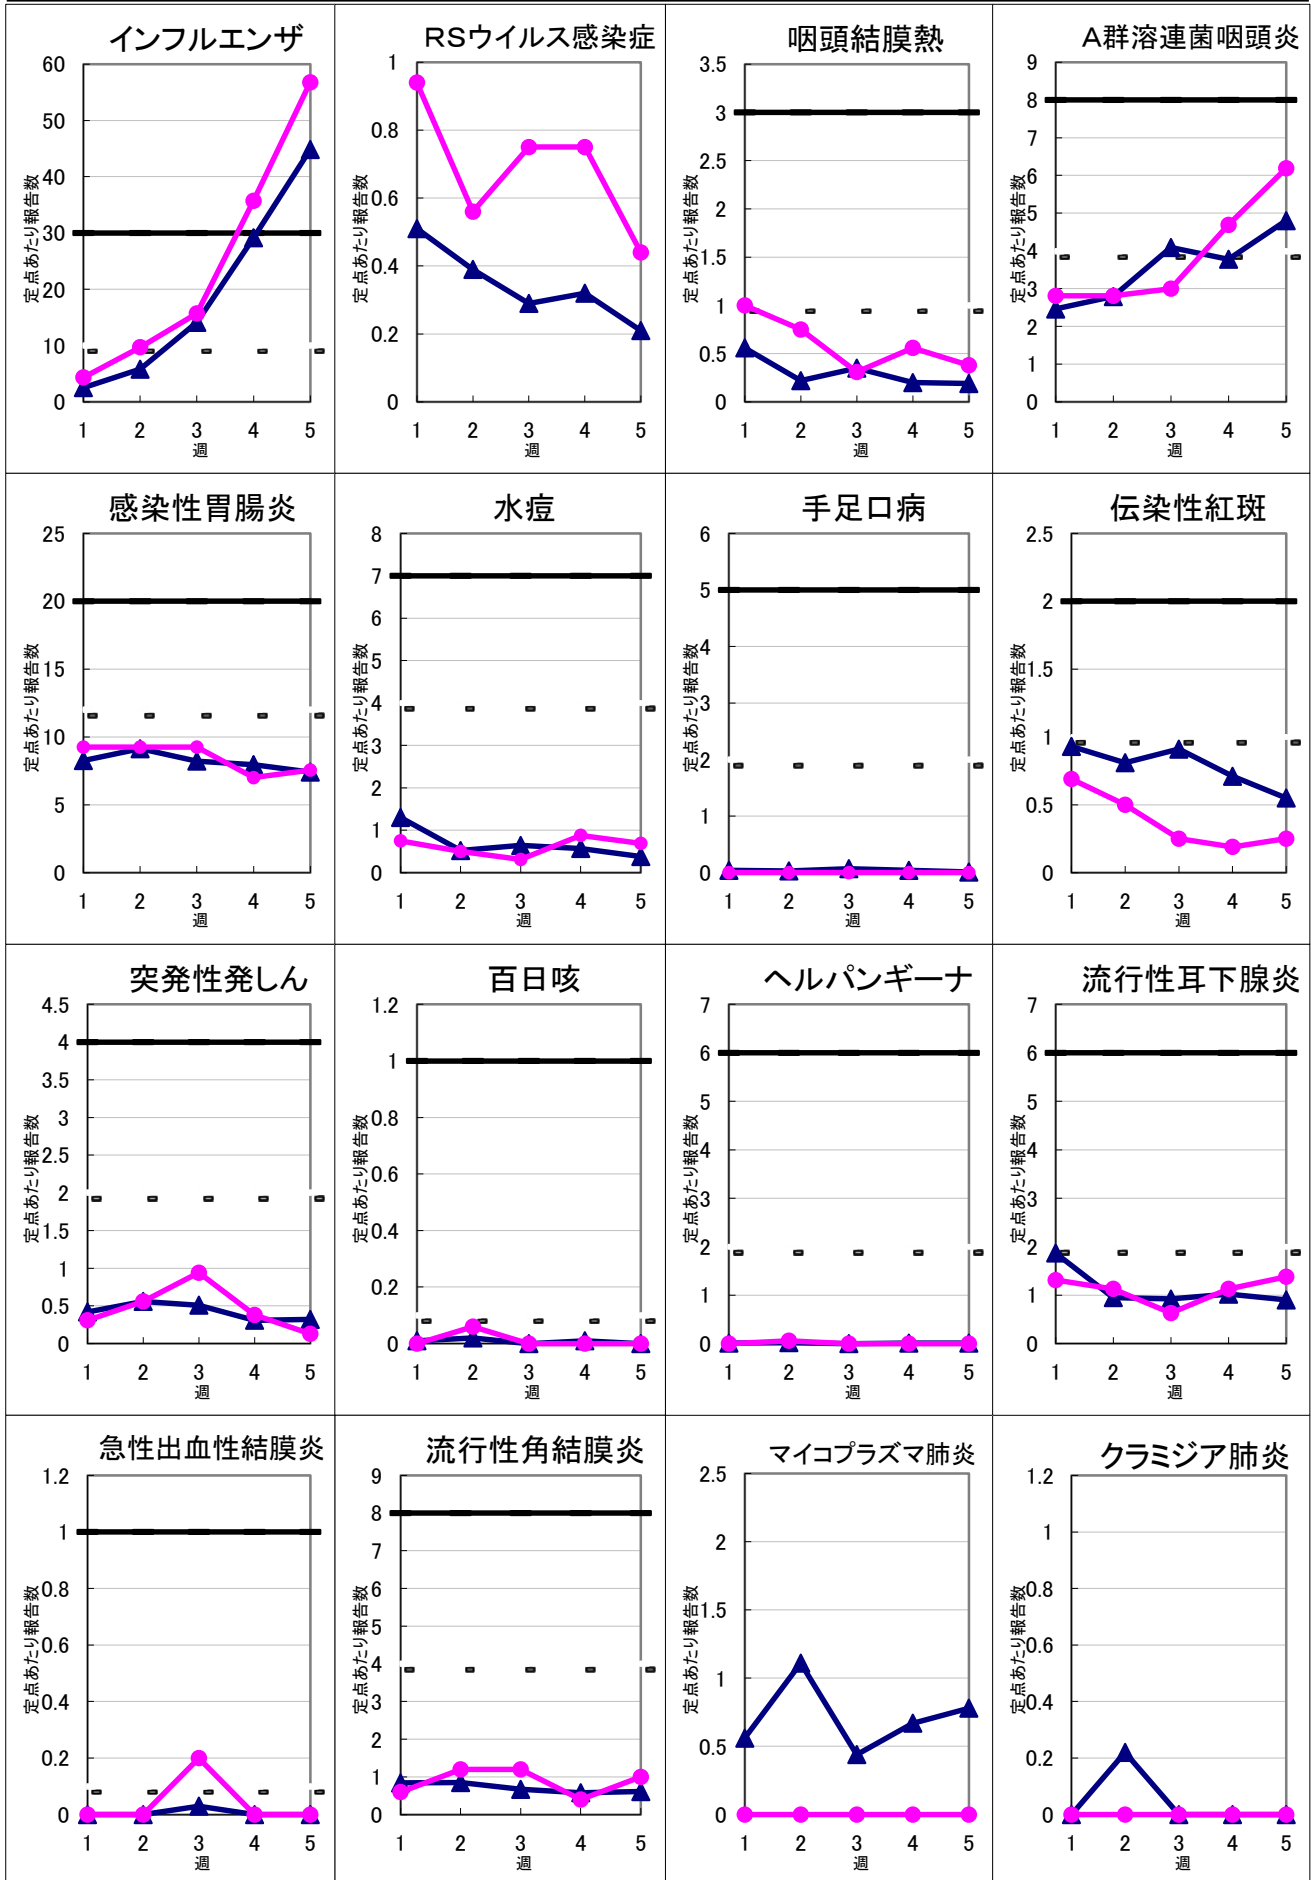 インフルエンザ
60
50
40
30
20
10
0
定点あたり報告数
1 2 3 4 5
週
RSウイルス感染症
1
0.8
0.6
0.4
0.2
0
定点あたり報告数
1 2 3 4 5
週
咽頭結膜熱
3.5
3
2.5
2
1.5
1
0.5
0
定点あたり報告数
1 2 3 4 5
週
A群溶連菌咽頭炎
9
8
7
6
5
4
3
2
1
0
定点あたり報告数
1 2 3 4 5
週
感染性胃腸炎
25
20
15
10
5
0
定点あたり報告数
1 2 3 4 5
週
水痘
8
7
6
5
4
3
2
1
0
定点あたり報告数
1 2 3 4 5
週
手足口病
6
5
4
3
2
1
0
定点あたり報告数
1 2 3 4 5
週
伝染性紅斑
2.5
2
1.5
1
0.5
0
定点あたり報告数
1 2 3 4 5
週
突発性発しん
4.5
4
3.5
3
2.5
2
1.5
1
0.5
0
定点あたり報告数
1 2 3 4 5
週
百日咳
1.2
1
0.8
0.6
0.4
0.2
0
定点あたり報告数
1 2 3 4 5
週
ヘルパンギーナ
7
6
5
4
3
2
1
0
定点あたり報告数
1 2 3 4 5
週
流行性耳下腺炎
7
6
5
4
3
2
1
0
定点あたり報告数
1 2 3 4 5
週
急性出血性結膜炎
1.2
1
0.8
0.6
0.4
0.2
0
定点あたり報告数
1 2 3 4 5
週
流行性角結膜炎
9
8
7
6
5
4
3
2
1
0
定点あたり報告数
1 2 3 4 5
週
マイコプラズマ肺炎
2.5
2
1.5
1
0.5
0
定点あたり報告数
1 2 3 4 5
週
クラミジア肺炎
1.2
1
0.8
0.6
0.4
0.2
0
定点あたり報告数
1 2 3 4 5
週